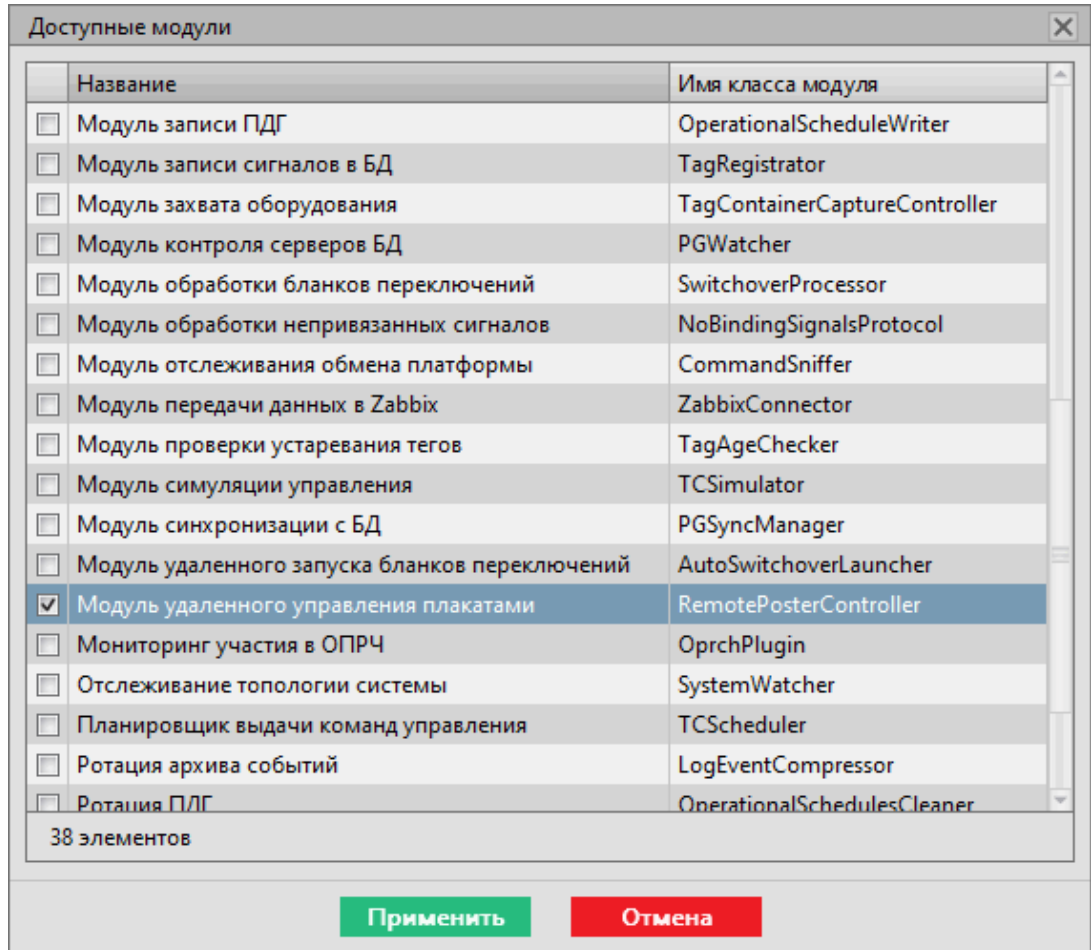 Доступные модули
Название Имя класса модуля
Модуль записи ПДГ OperationalScheduleWriter
Модуль записи сигналов в БД TagRegistrator
Модуль захвата оборудования TagContainerCaptureController
Модуль контроля серверов БД PGWatcher
Модуль обработки бланков переключений SwitchoverProcessor
Модуль обработки непривязанных сигналов NoBindingSignalsProtocol
Модуль отслеживания обмена платформы CommandSniffer
Модуль передачи данных в Zabbix ZabbixConnector
Модуль проверки устаревания тегов TagAgeChecker
Модуль симуляции управления TCSimulator
Модуль синхронизации с БД PGSyncManager
Модуль удаленного запуска бланков переключений AutoSwitchoverLauncher
Модуль удаленного управления плакатами RemotePosterController
Мониторинг участия в ОПРЧ OprchPlugin
Отслеживание топологии системы SystemWatcher
Планировщик выдачи команд управления TCScheduler
Ротация архива событий LogEventCompressor
Ротация ПДГ OperationalSchedulesCleaner
38 элементов
Применить Отмена